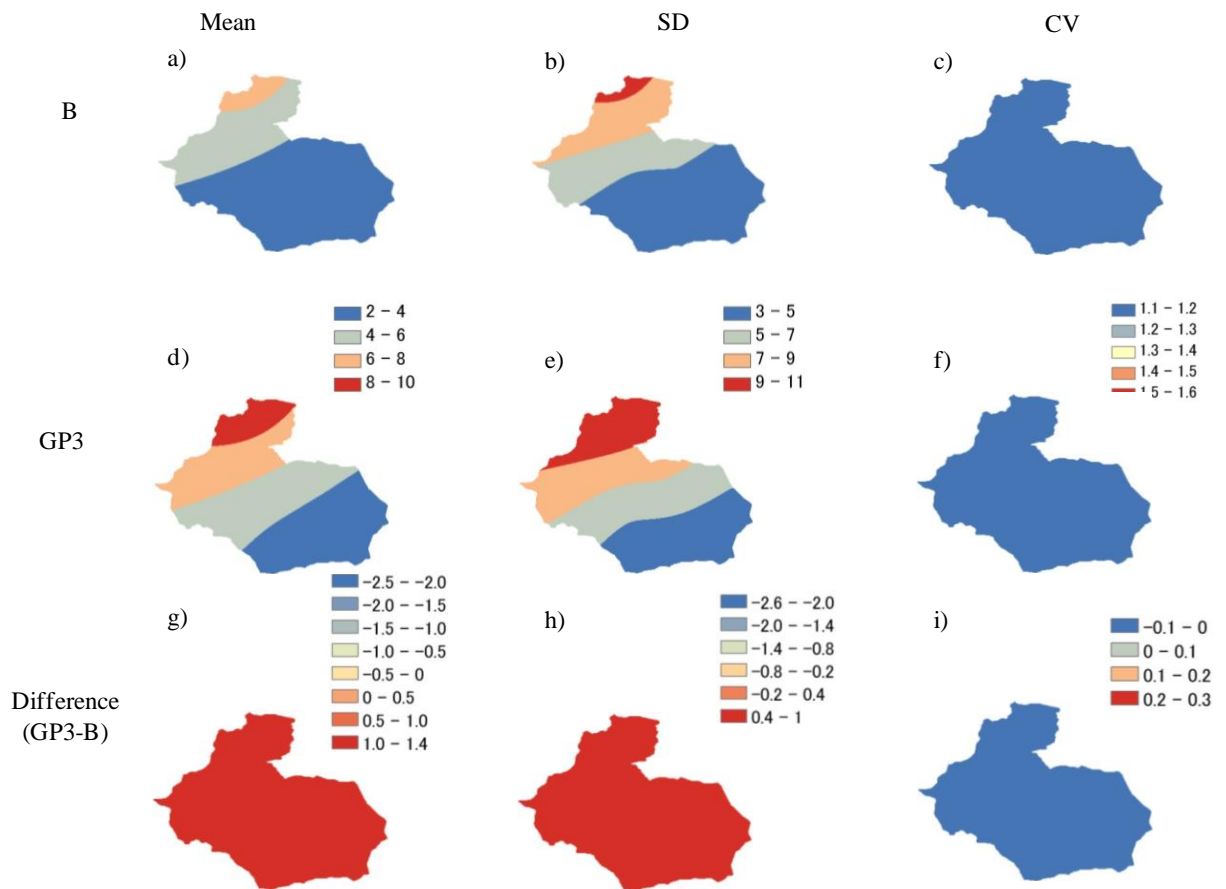 Mean SD CV
a) b) c)
B
2 - 4
4 - 6
6 - 8
8 - 10
3 - 5
5 - 7
7 - 9
9 - 11
1.1 - 1.2
1.2 - 1.3
1.3 - 1.4
1.4 - 1.5
1.5 - 1.6
d) e) f)
GP3
-2.5 - -2.0
-2.0 - -1.5
-1.5 - -1.0
-1.0 - -0.5
-0.5 - 0
0 - 0.5
0.5 - 1.0
1.0 - 1.4
-2.6 - -2.0
-2.0 - -1.4
-1.4 - -0.8
-0.8 - -0.2
-0.2 - 0.4
0.4 - 1
-0.1 - 0
0 - 0.1
0.1 - 0.2
0.2 - 0.3
g) h) i)
Difference
(GP3-B)